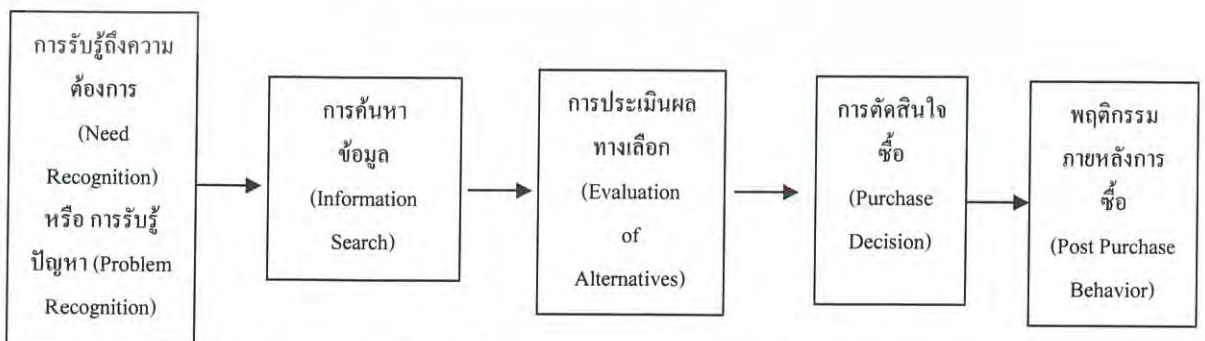 การรับรู้ถึงความ
ต้องการ
(Need
Recognition)
หรือ การรับรู้
ปัญหา (Problem
Recognition)
การค้นหา
ข้อมูล
(Information
Search)
การประเมินผล
ทางเลือก
(Evaluation
of
Alternatives)
การตัดสินใจ
ซื้อ
(Purchase
Decision)
พฤติกรรม
ภายหลังการ
ซื้อ
(Post Purchase
Behavior)